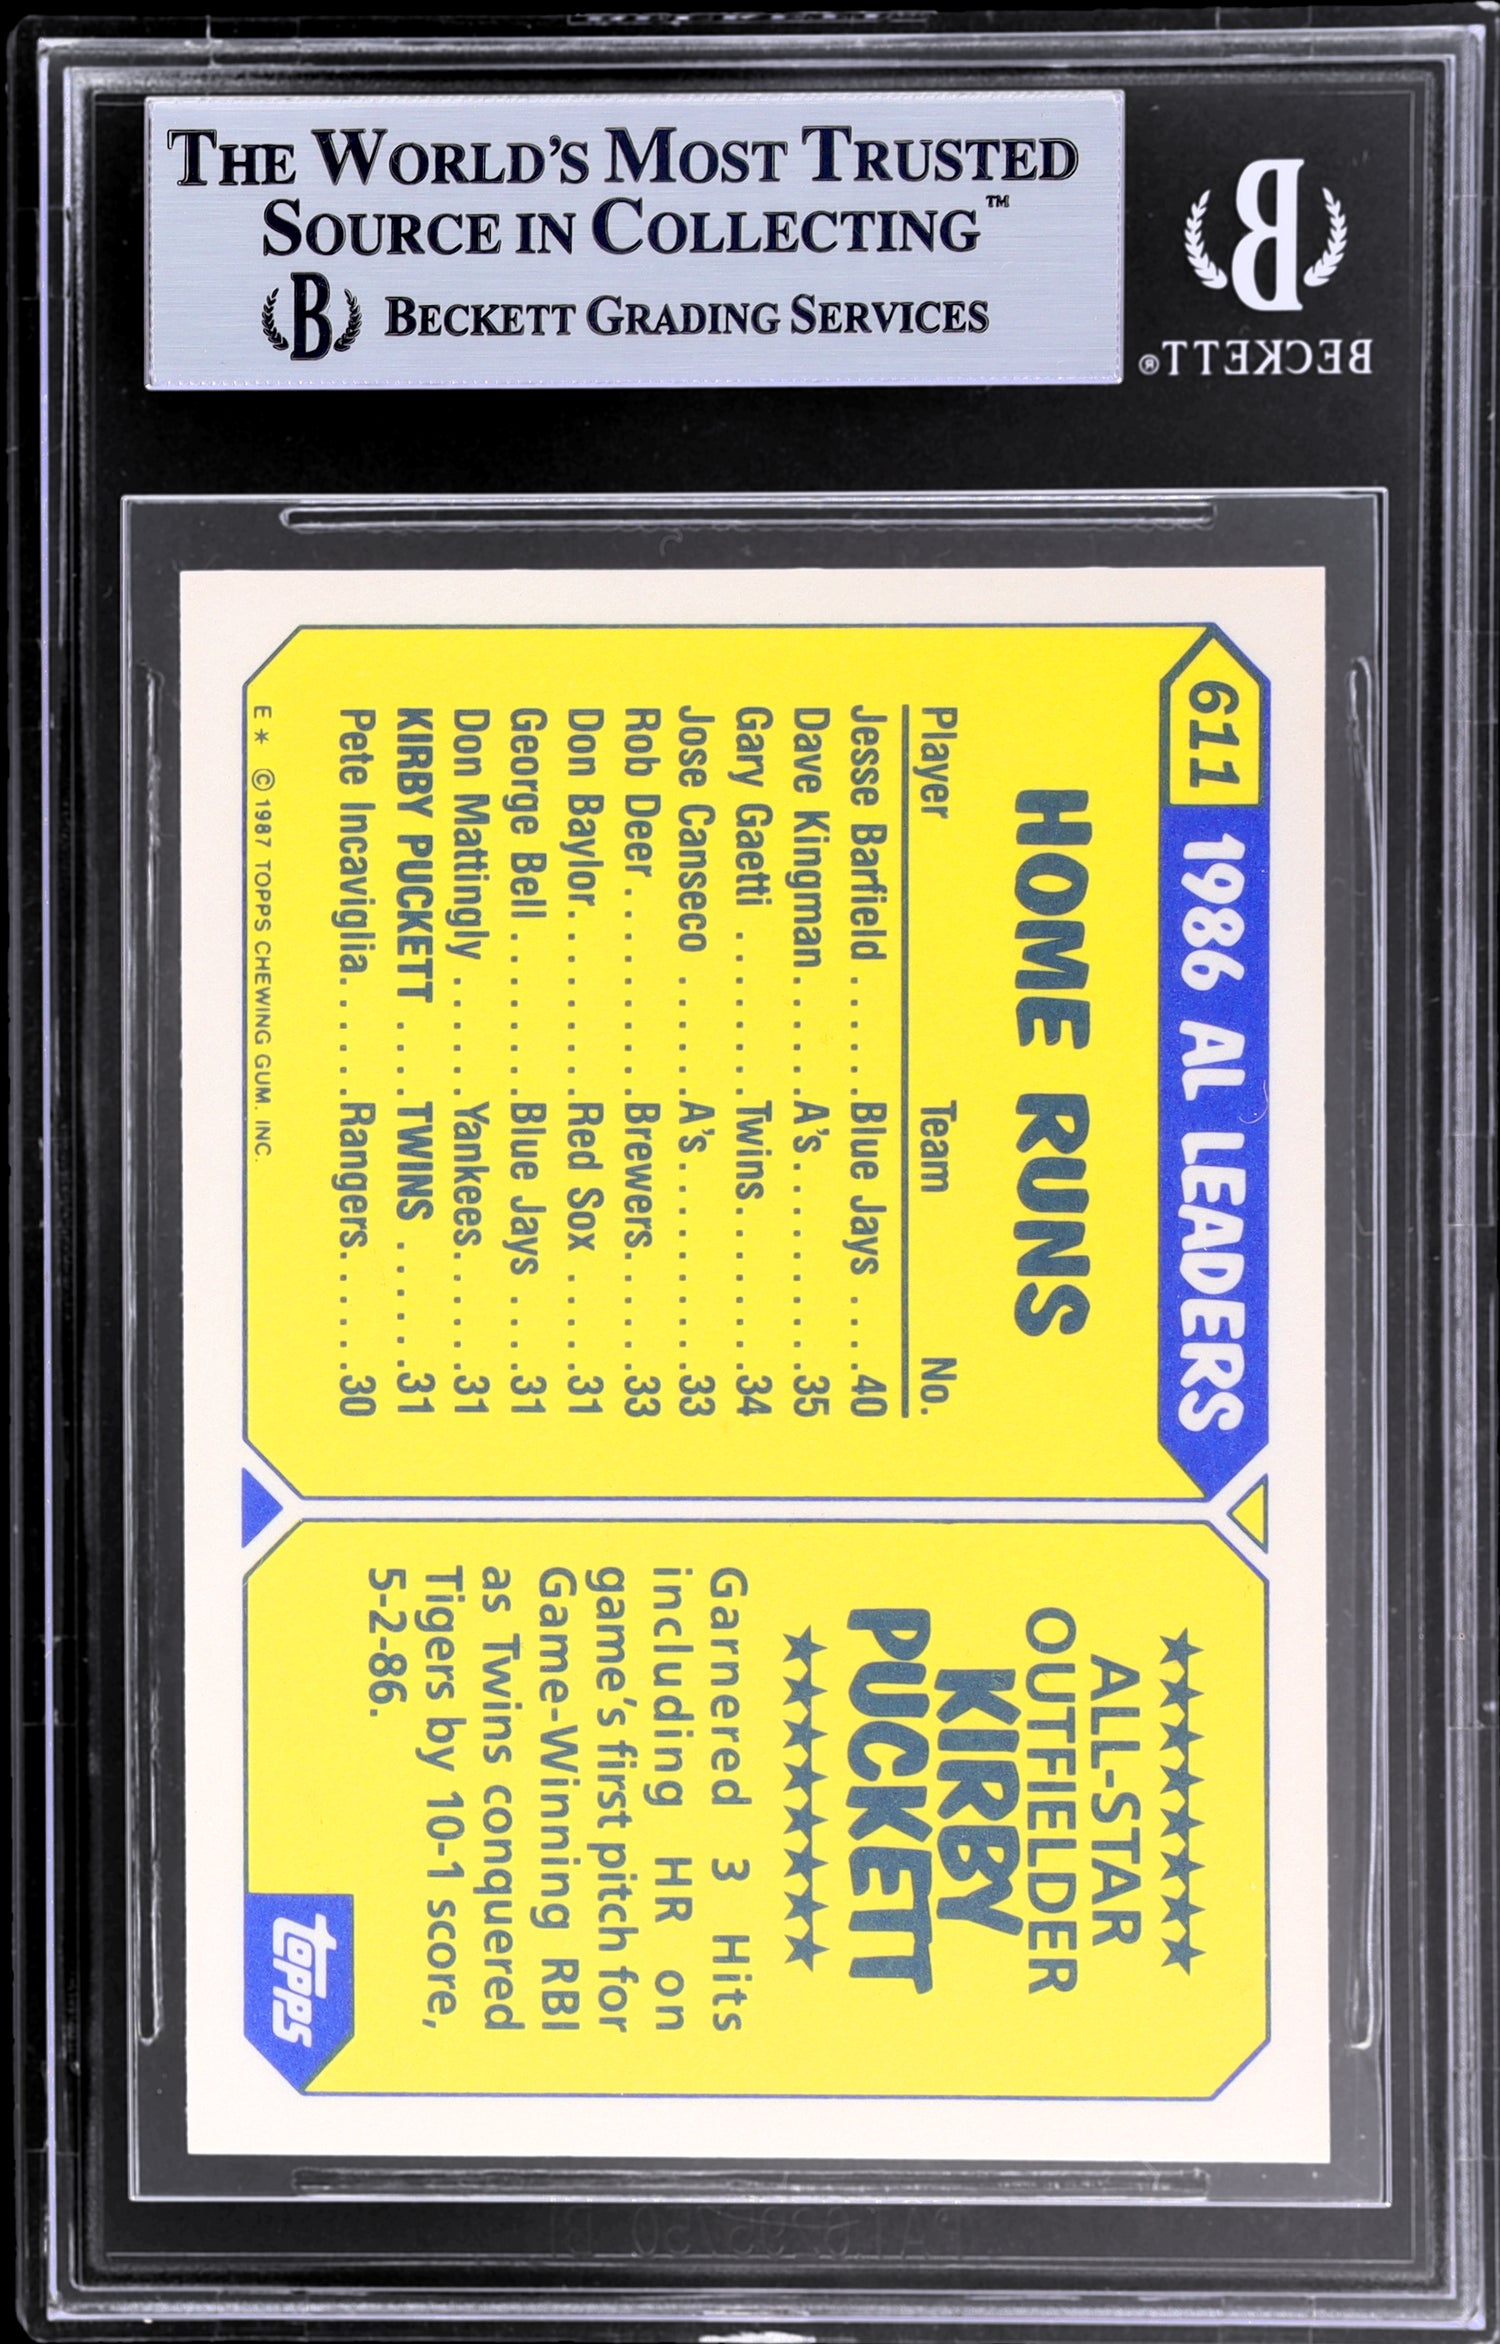 THE WORLD'S MOST TRUSTED
SOURCE IN COLLECTING™
B BECKETT GRADING SERVICES
B
BECKETT®
611 1986 AL LEADERS
HOME RUNS
Player Team No.
Jesse Barfield ......Blue Jays ....40
Dave Kingman ......A's........35
Gary Gaetti ........Twins.......34
Jose Canseco ......A's.........33
Rob Deer .........Brewers.....33
Don Baylor........Red Sox ....31
George Bell .......Blue Jays ...31
Don Mattingly .....Yankees.....31
KIRBY PUCKETT ....TWINS .....31
Pete Incaviglia.....Rangers.....30
E* ©1987 TOPPS CHEWING GUM. INC.
ALL-STAR
OUTFIELDER
KIRBY
PUCKETT
Garnered 3 Hits
including HR on
game's first pitch for
Game-Winning RBI
as Twins conquered
Tigers by 10-1 score,
5-2-86.
topps